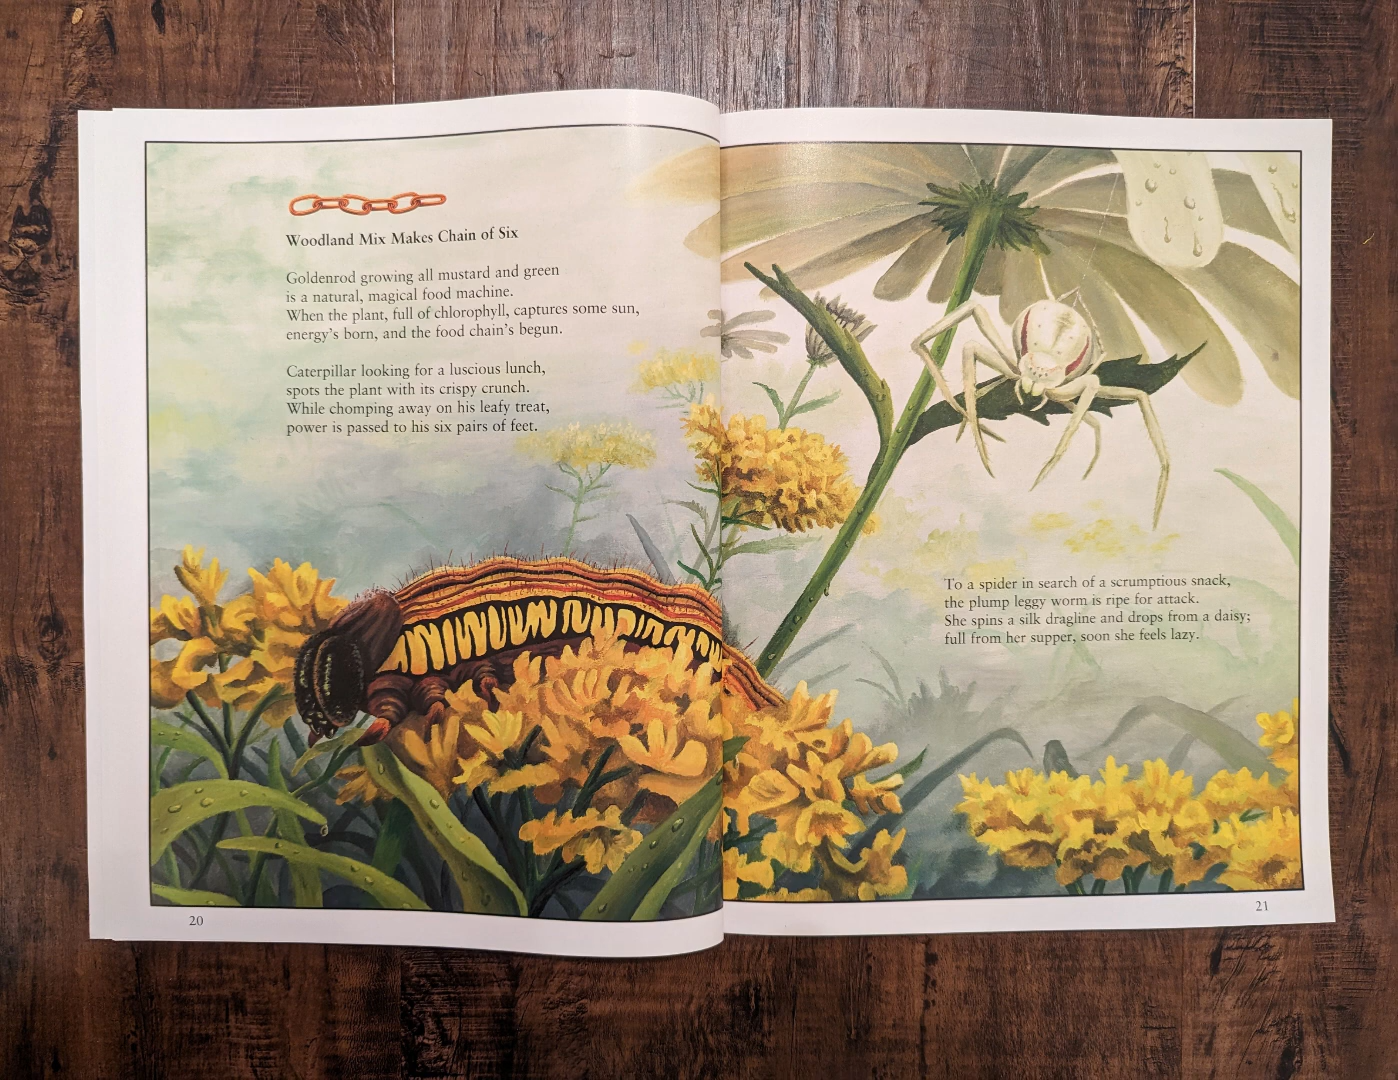 Woodland Mix Makes Chain of Six
Goldenrod growing all mustard and green
is a natural, magical food machine.
When the plant, full of chlorophyll, captures some sun,
energy's born, and the food chain's begun.
Caterpillar looking for a luscious lunch,
spots the plant with its crispy crunch.
While chomping away on his leafy treat,
power is passed to his six pairs of feet.
20
To a spider in search of a scrumptious snack,
the plump leggy worm is ripe for attack.
She spins a silk dragline and drops from a daisy;
full from her supper, soon she feels lazy.
21